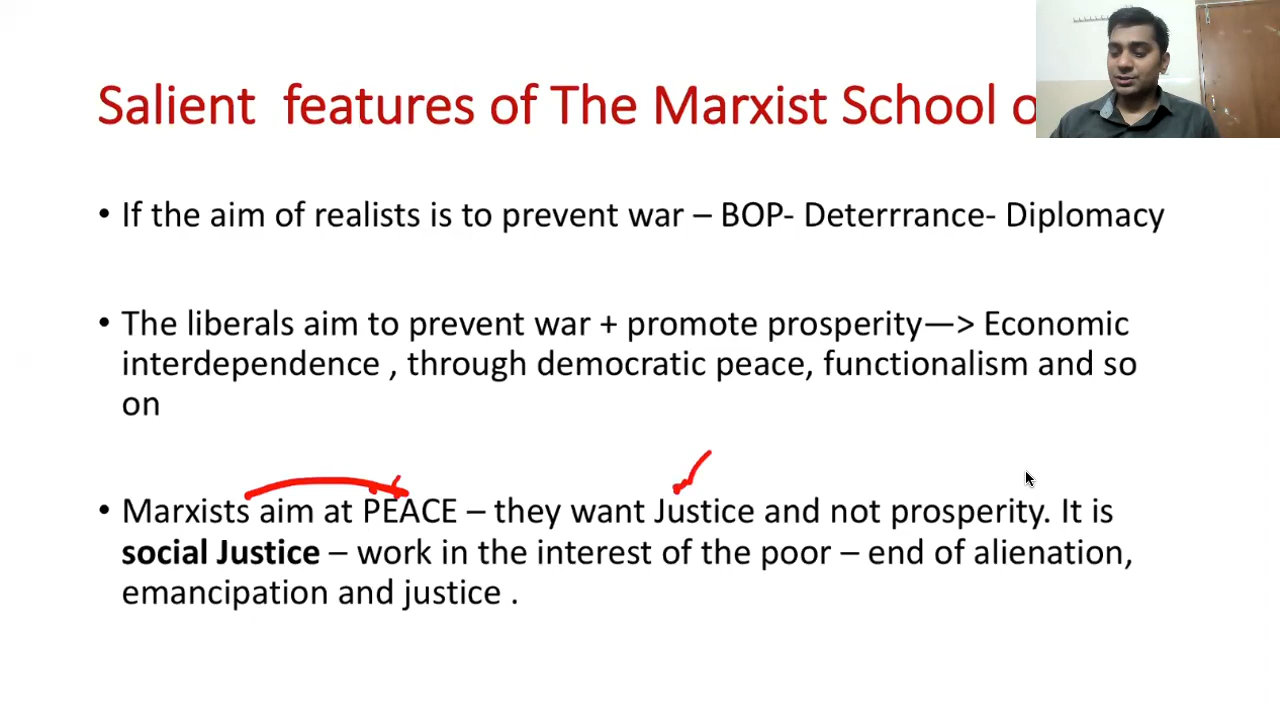 Salient features of The Marxist School o
• If the aim of realists is to prevent war – BOP- Deterrrance- Diplomacy
• The liberals aim to prevent war + promote prosperity—> Economic
interdependence , through democratic peace, functionalism and so
on
• Marxists aim at PEACE – they want Justice and not prosperity. It is
social Justice – work in the interest of the poor – end of alienation,
emancipation and justice .